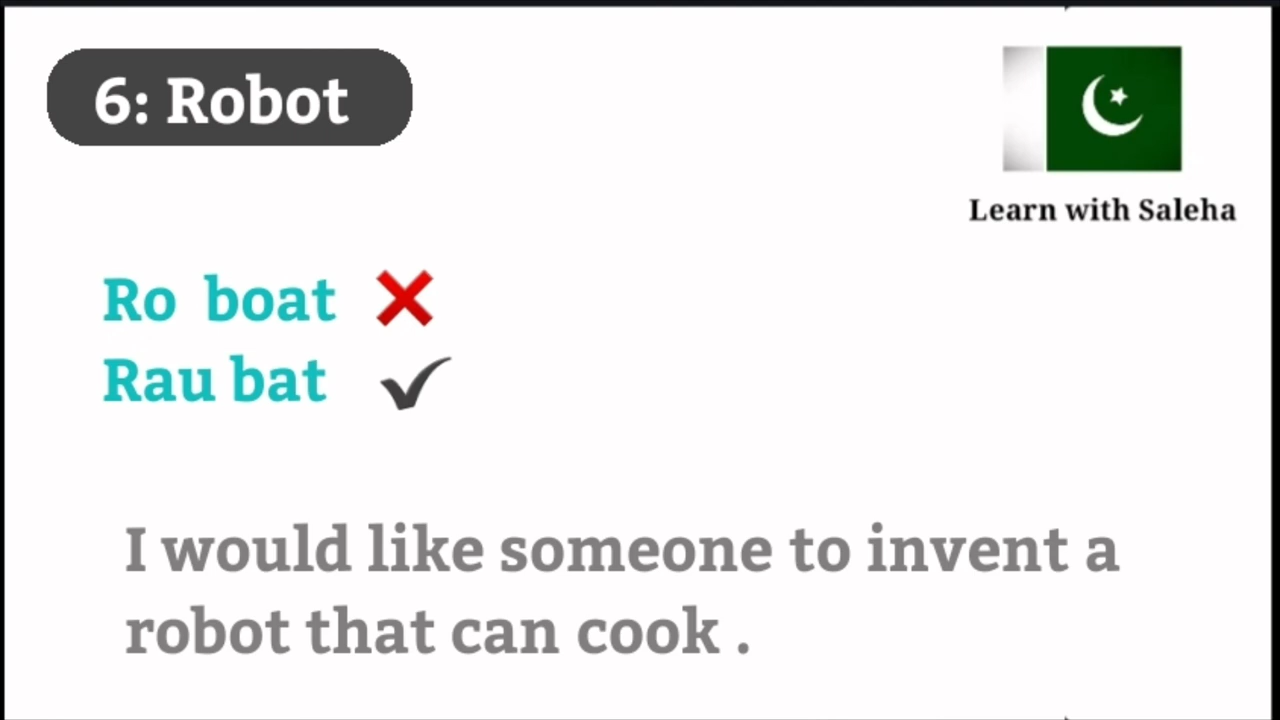 6: Robot
Learn with Saleha
Ro boat
Rau bat
I would like someone to invent a
robot that can cook .